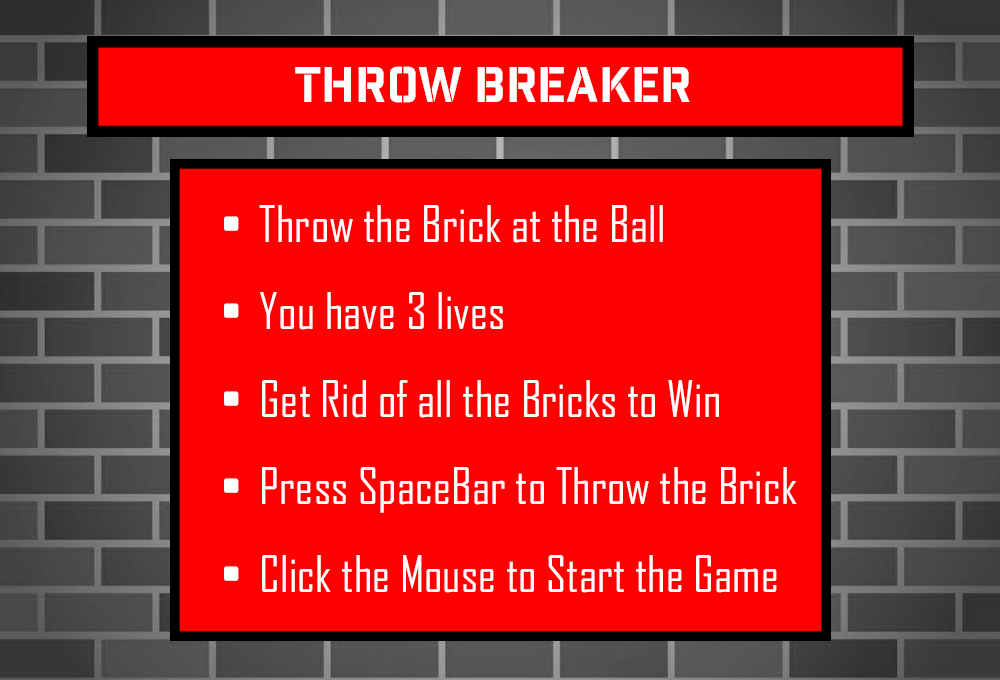 THROW BREAKER
▪ Throw the Brick at the Ball
▪ You have 3 lives
▪ Get Rid of all the Bricks to Win
▪ Press SpaceBar to Throw the Brick
▪ Click the Mouse to Start the Game